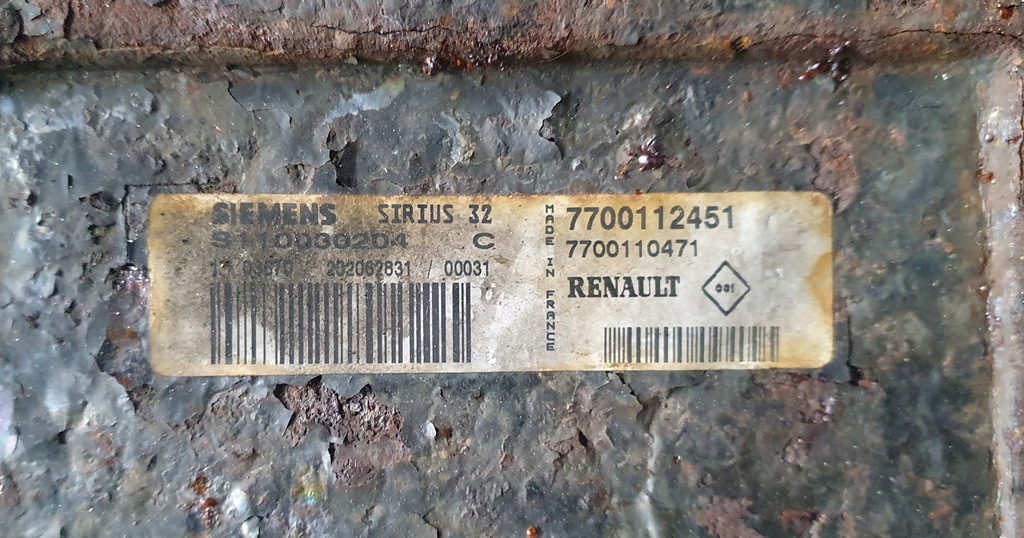 SIEMENS SIRIUS 32
S110030204 C
202062831 / 00031
MADE IN FRANCE
7700112451
7700110471
RENAULT